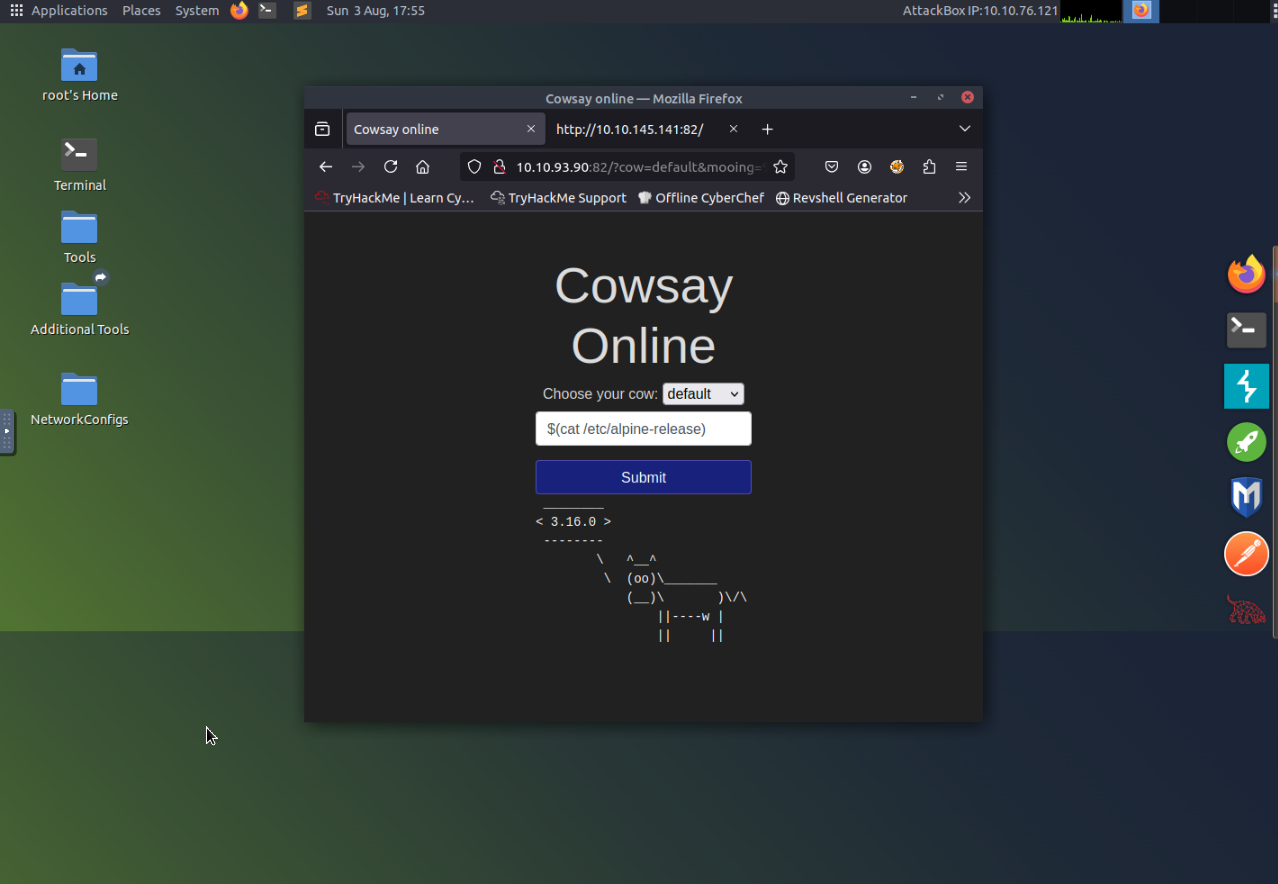 Applications Places System Sun 3 Aug, 17:55 AttackBox IP:10.10.76.121
root's Home
Terminal
Tools
Additional Tools
NetworkConfigs
Cowsay online — Mozilla Firefox
Cowsay online http://10.10.145.141:82/
10.10.93.90:82/?cow=default&mooing=
TryHackMe | Learn Cy... TryHackMe Support Offline CyberChef Revshell Generator
Cowsay
Online
Choose your cow: default
$(cat /etc/alpine-release)
Submit
 ________
< 3.16.0 >
 --------
        \   ^__^
         \  (oo)\_______
            (__)\       )\/\
                ||----w |
                ||     ||